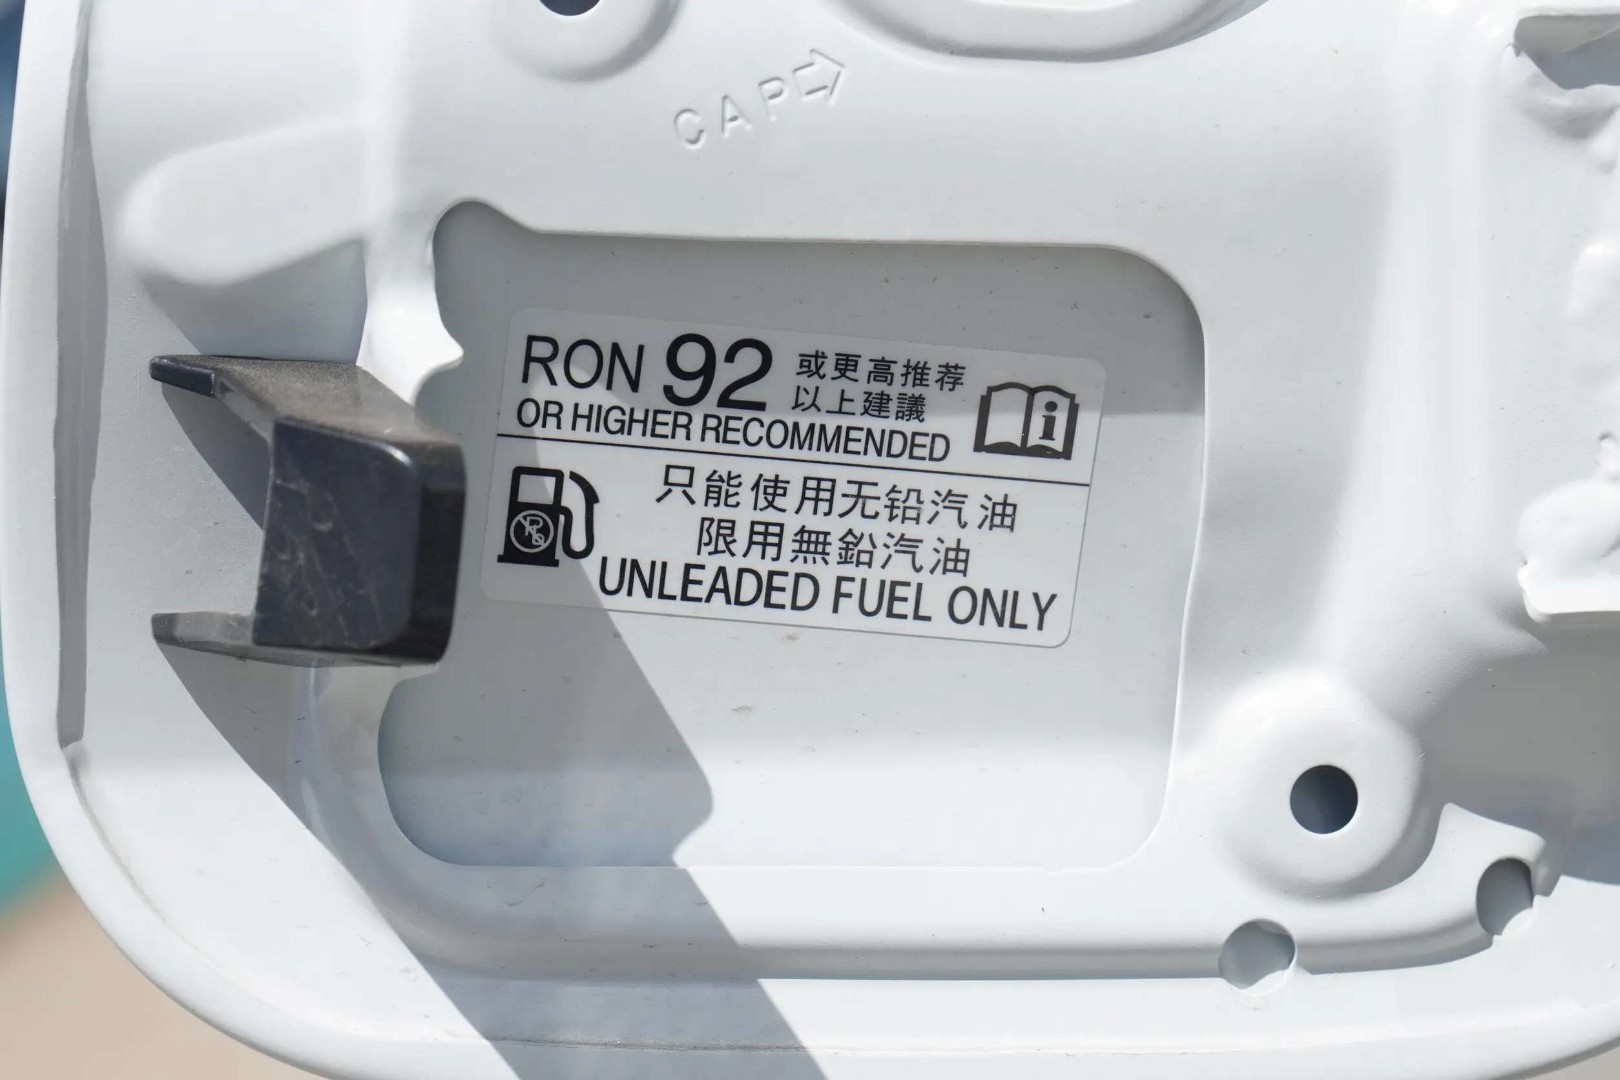 CAP
RON 92 或更高推荐
以上建議
OR HIGHER RECOMMENDED
只能使用无铅汽油
限用無鉛汽油
UNLEADED FUEL ONLY
Pb